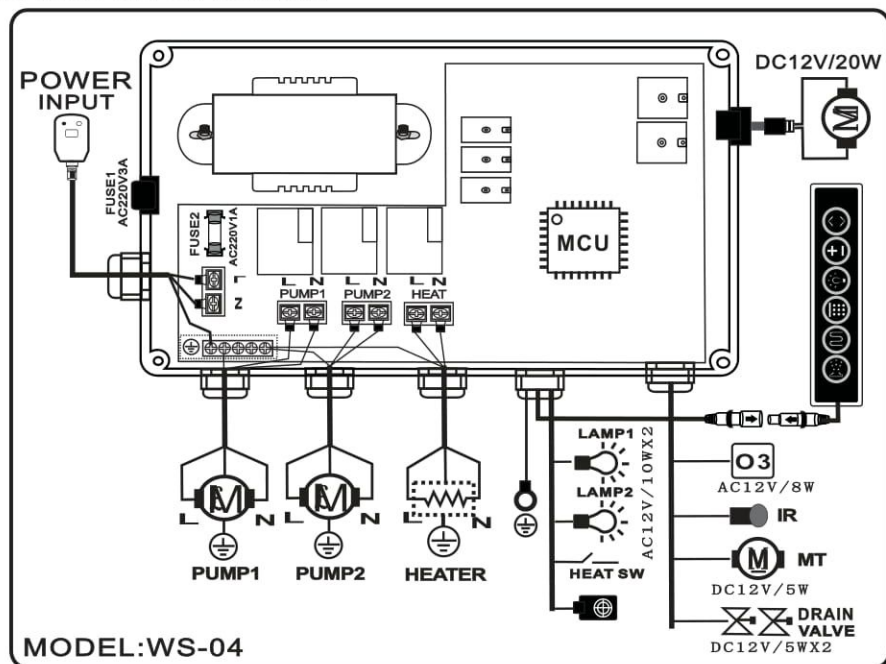 POWER
INPUT
DC12V/20W
M
FUSE1
AC220V3A
FUSE2
AC220V1A
L
N
L N
PUMP1
L N
PUMP2
L N
HEAT
MCU
LAMP1
LAMP2
AC12V/10WX2
HEAT SW
O3
AC12V/8W
IR
M
MT
DC12V/5W
DRAIN
VALVE
DC12V/5WX2
L M N
PUMP1
L M N
PUMP2
L N
HEATER
MODEL:WS-04